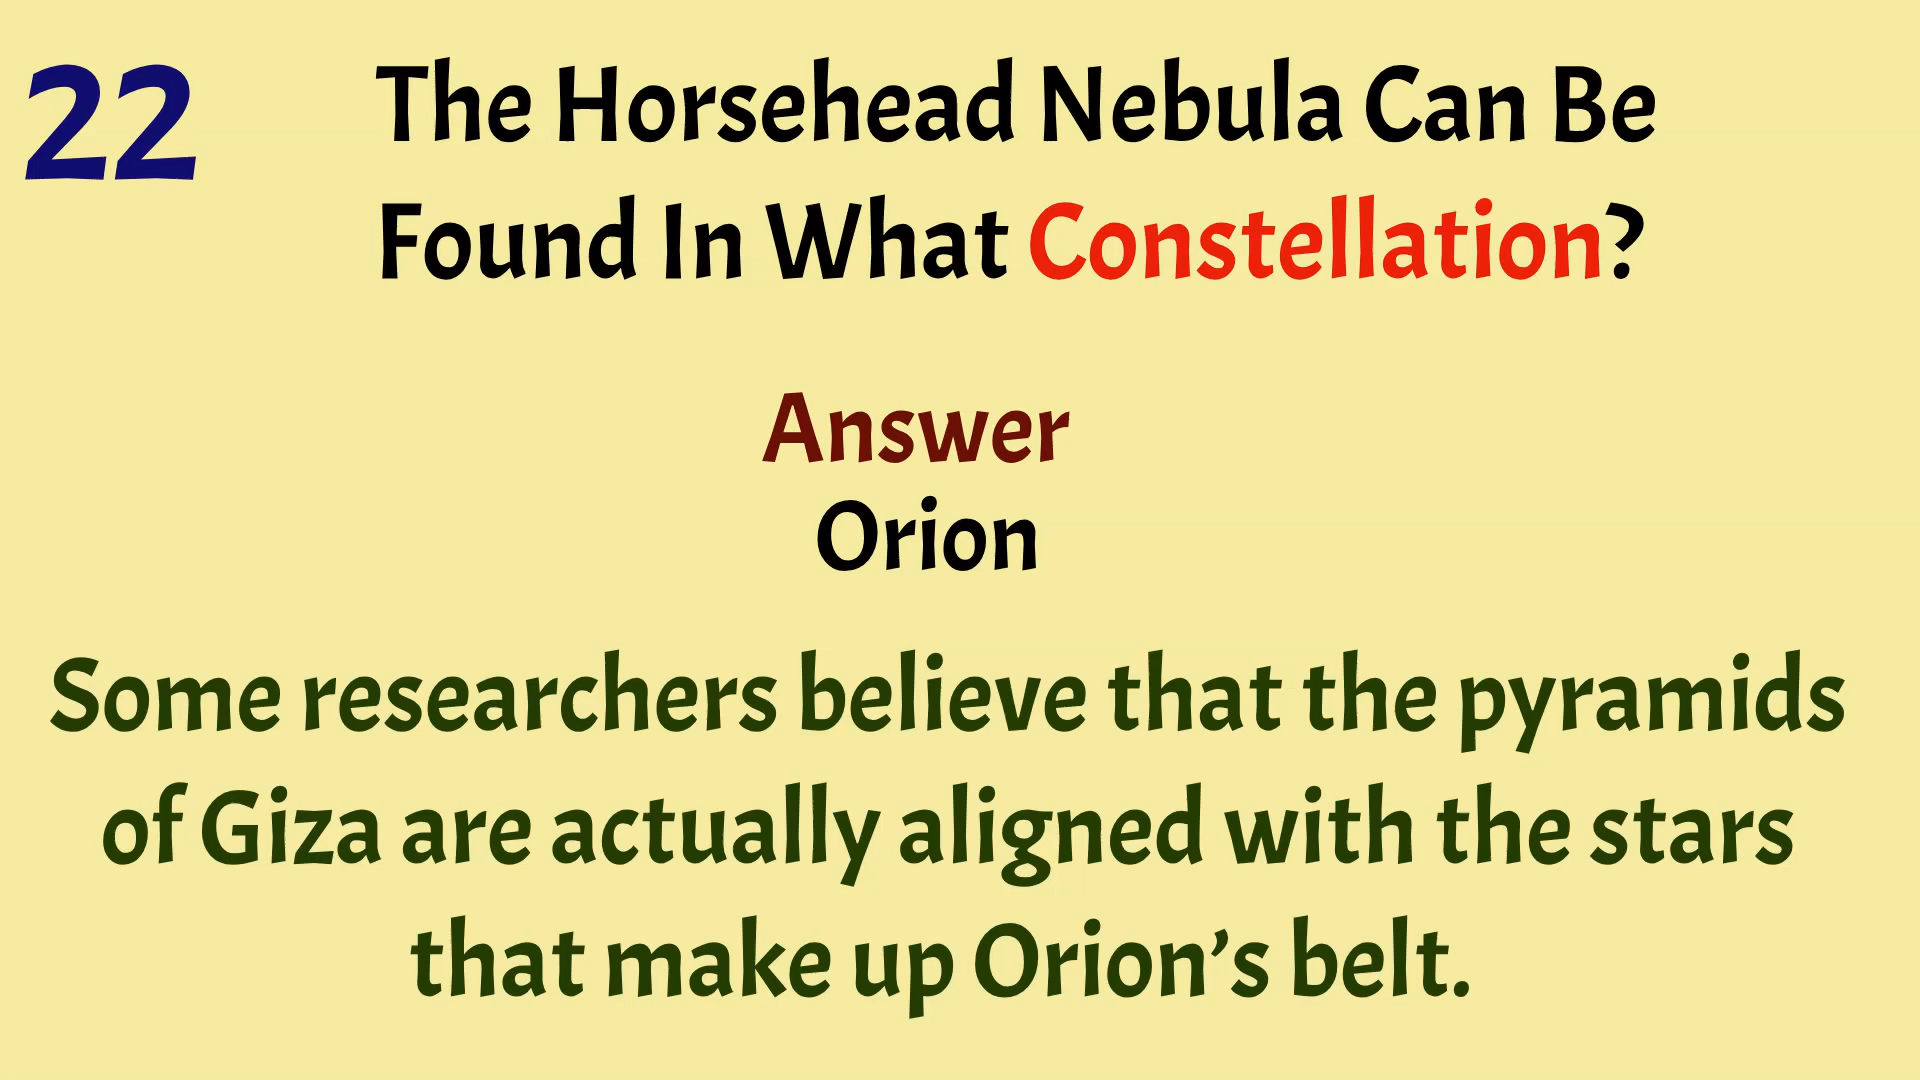 22
The Horsehead Nebula Can Be
Found In What Constellation?
Answer
Orion
Some researchers believe that the pyramids
of Giza are actually aligned with the stars
that make up Orion’s belt.